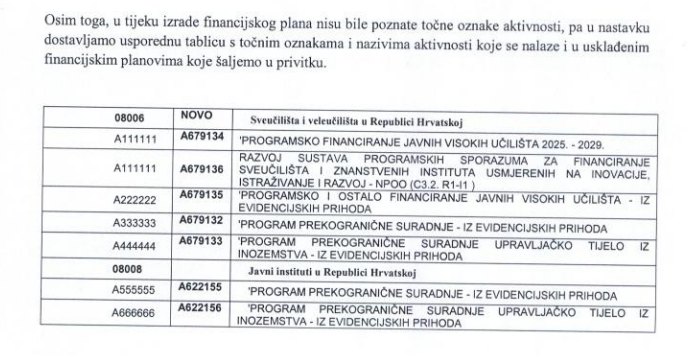 Osim toga, u tijeku izrade financijskog plana nisu bile poznate točne oznake aktivnosti, pa u nastavku
dostavljamo usporednu tablicu s točnim oznakama i nazivima aktivnosti koje se nalaze i u usklađenim
financijskim planovima koje šaljemo u privitku.
08006 NOVO Sveučilišta i veleučilišta u Republici Hrvatskoj
A111111 A679134 'PROGRAMSKO FINANCIRANJE JAVNIH VISOKIH UČILIŠTA 2025. - 2029.
A111111 A679136 RAZVOJ SUSTAVA PROGRAMSKIH SPORAZUMA ZA FINANCIRANJE
SVEUČILIŠTA I ZNANSTVENIH INSTITUTA USMJERENIH NA INOVACIJE,
ISTRAŽIVANJE I RAZVOJ - NPOO (C3.2. R1-I1 )
A222222 A679135 'PROGRAMSKO I OSTALO FINANCIRANJE JAVNIH VISOKIH UČILIŠTA - IZ
EVIDENCIJSKIH PRIHODA
A333333 A679132 'PROGRAM PREKOGRANIČNE SURADNJE - IZ EVIDENCIJSKIH PRIHODA
A444444 A679133 'PROGRAM PREKOGRANIČNE SURADNJE UPRAVLJAČKO TIJELO IZ
INOZEMSTVA - IZ EVIDENCIJSKIH PRIHODA
08008 Javni instituti u Republici Hrvatskoj
A555555 A622155 'PROGRAM PREKOGRANIČNE SURADNJE - IZ EVIDENCIJSKIH PRIHODA
A666666 A622156 'PROGRAM PREKOGRANIČNE SURADNJE UPRAVLJAČKO TIJELO IZ
INOZEMSTVA - IZ EVIDENCIJSKIH PRIHODA